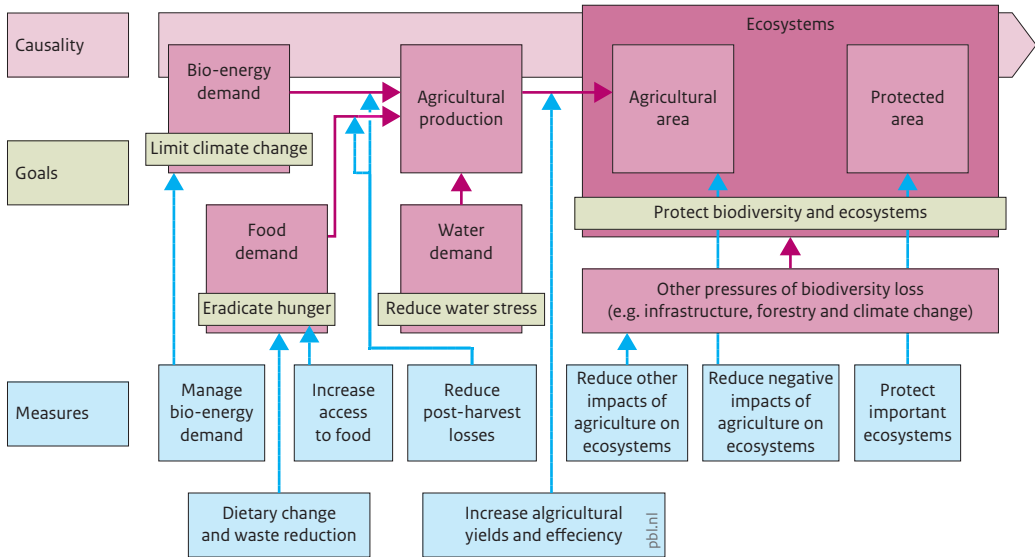 Causality
Ecosystems
Bio-energy
demand
Agricultural
production
Agricultural
area
Protected
area
Goals
Limit climate change
Food
demand
Water
demand
Protect biodiversity and ecosystems
Eradicate hunger
Reduce water stress
Other pressures of biodiversity loss
(e.g. infrastructure, forestry and climate change)
Measures
Manage
bio-energy
demand
Increase
access
to food
Reduce
post-harvest
losses
Reduce other
impacts of
agriculture on
ecosystems
Reduce negative
impacts of
agriculture on
ecosystems
Protect
important
ecosystems
Dietary change
and waste reduction
Increase algricultural
yields and effeciency
pbl.nl